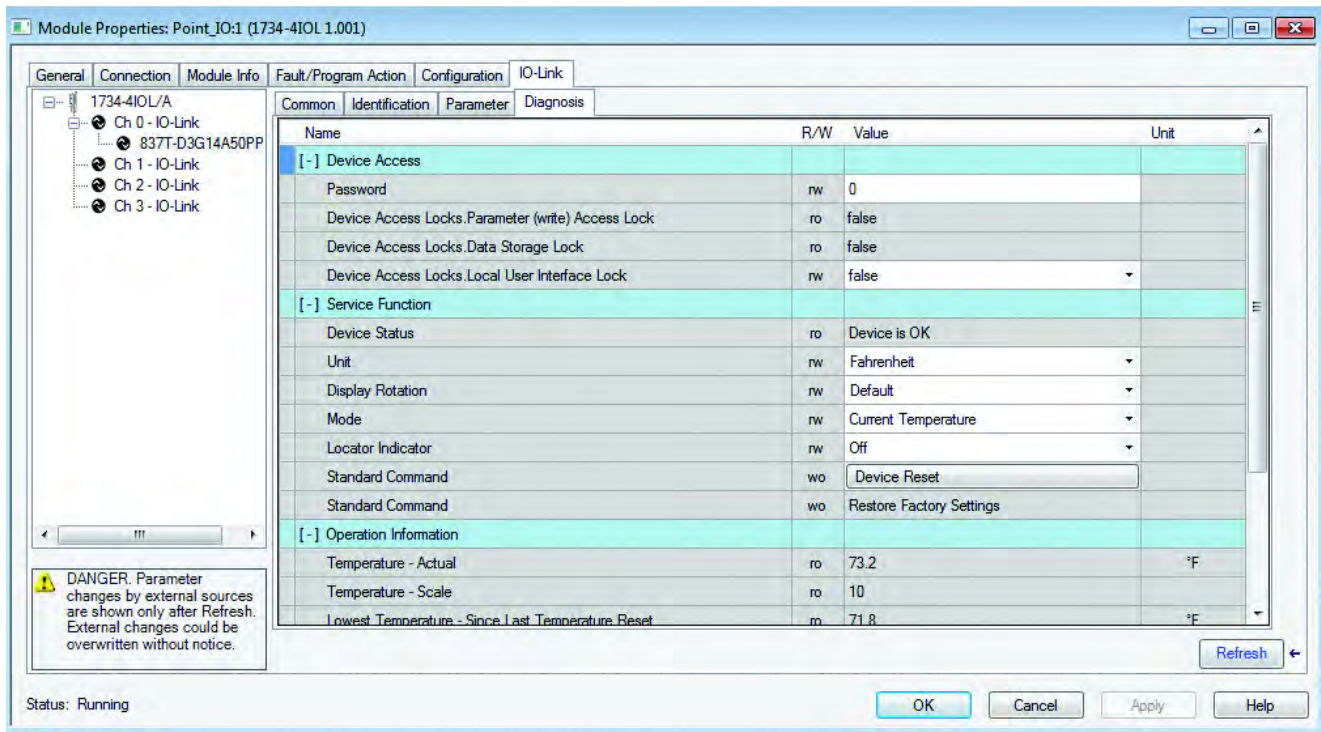 Module Properties: Point_IO:1 (1734-4IOL 1.001)
General Connection Module Info Fault/Program Action Configuration IO-Link
1734-4IOL/A
Ch 0 - IO-Link
837T-D3G14A50PP
Ch 1 - IO-Link
Ch 2 - IO-Link
Ch 3 - IO-Link
DANGER. Parameter
changes by external sources
are shown only after Refresh.
External changes could be
overwritten without notice.
Common Identification Parameter Diagnosis
Name R/W Value Unit
[-] Device Access
Password rw 0
Device Access Locks.Parameter (write) Access Lock ro false
Device Access Locks.Data Storage Lock ro false
Device Access Locks.Local User Interface Lock rw false
[-] Service Function
Device Status ro Device is OK
Unit rw Fahrenheit
Display Rotation rw Default
Mode rw Current Temperature
Locator Indicator rw Off
Standard Command wo Device Reset
Standard Command wo Restore Factory Settings
[-] Operation Information
Temperature - Actual ro 73.2 °F
Temperature - Scale ro 10
Lowest Temperature - Since Last Temperature Reset ro 71.8 °F
Refresh
Status: Running
OK Cancel Apply Help